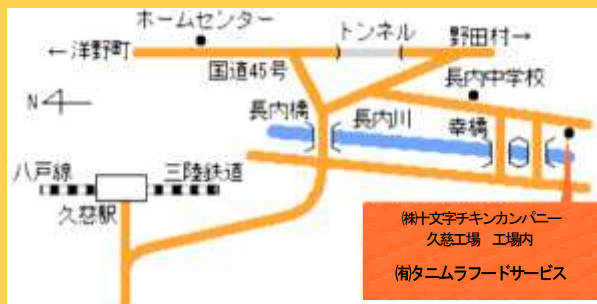 ホームセンター
トンネル
←洋野町
野田村→
国道45号
長内中学校
N
長内橋
長内川
幸橋
八戸線
三陸鉄道
久慈駅
㈱十文字チキンカンパニー
久慈工場　工場内
㈲タニムラフードサービス